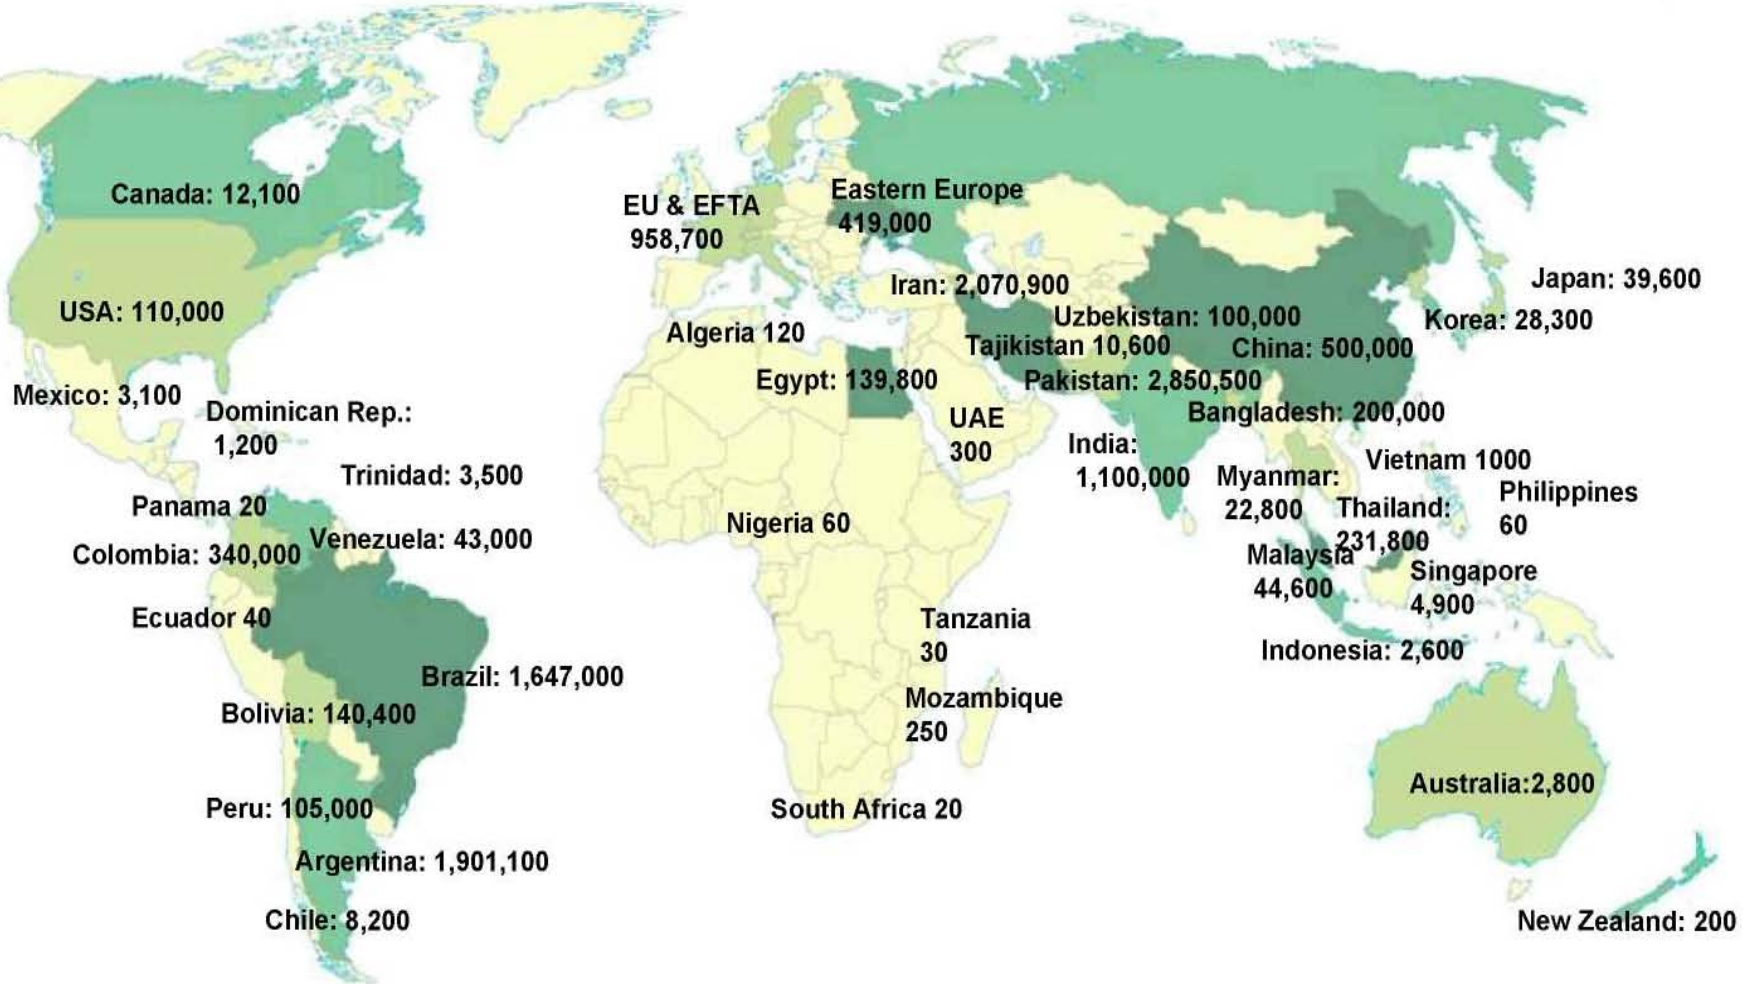 Canada: 12,100
USA: 110,000
Mexico: 3,100
Dominican Rep.:
1,200
Trinidad: 3,500
Panama 20
Venezuela: 43,000
Colombia: 340,000
Ecuador 40
Brazil: 1,647,000
Bolivia: 140,400
Peru: 105,000
Argentina: 1,901,100
Chile: 8,200
EU & EFTA
958,700
Eastern Europe
419,000
Iran: 2,070,900
Algeria 120
Egypt: 139,800
UAE
300
Nigeria 60
Tanzania
30
Mozambique
250
South Africa 20
Uzbekistan: 100,000
Tajikistan 10,600
China: 500,000
Pakistan: 2,850,500
Bangladesh: 200,000
India:
1,100,000
Japan: 39,600
Korea: 28,300
Myanmar:
22,800
Vietnam 1000
Thailand:
231,800
Philippines
60
Malaysia
44,600
Singapore
4,900
Indonesia: 2,600
Australia:2,800
New Zealand: 200